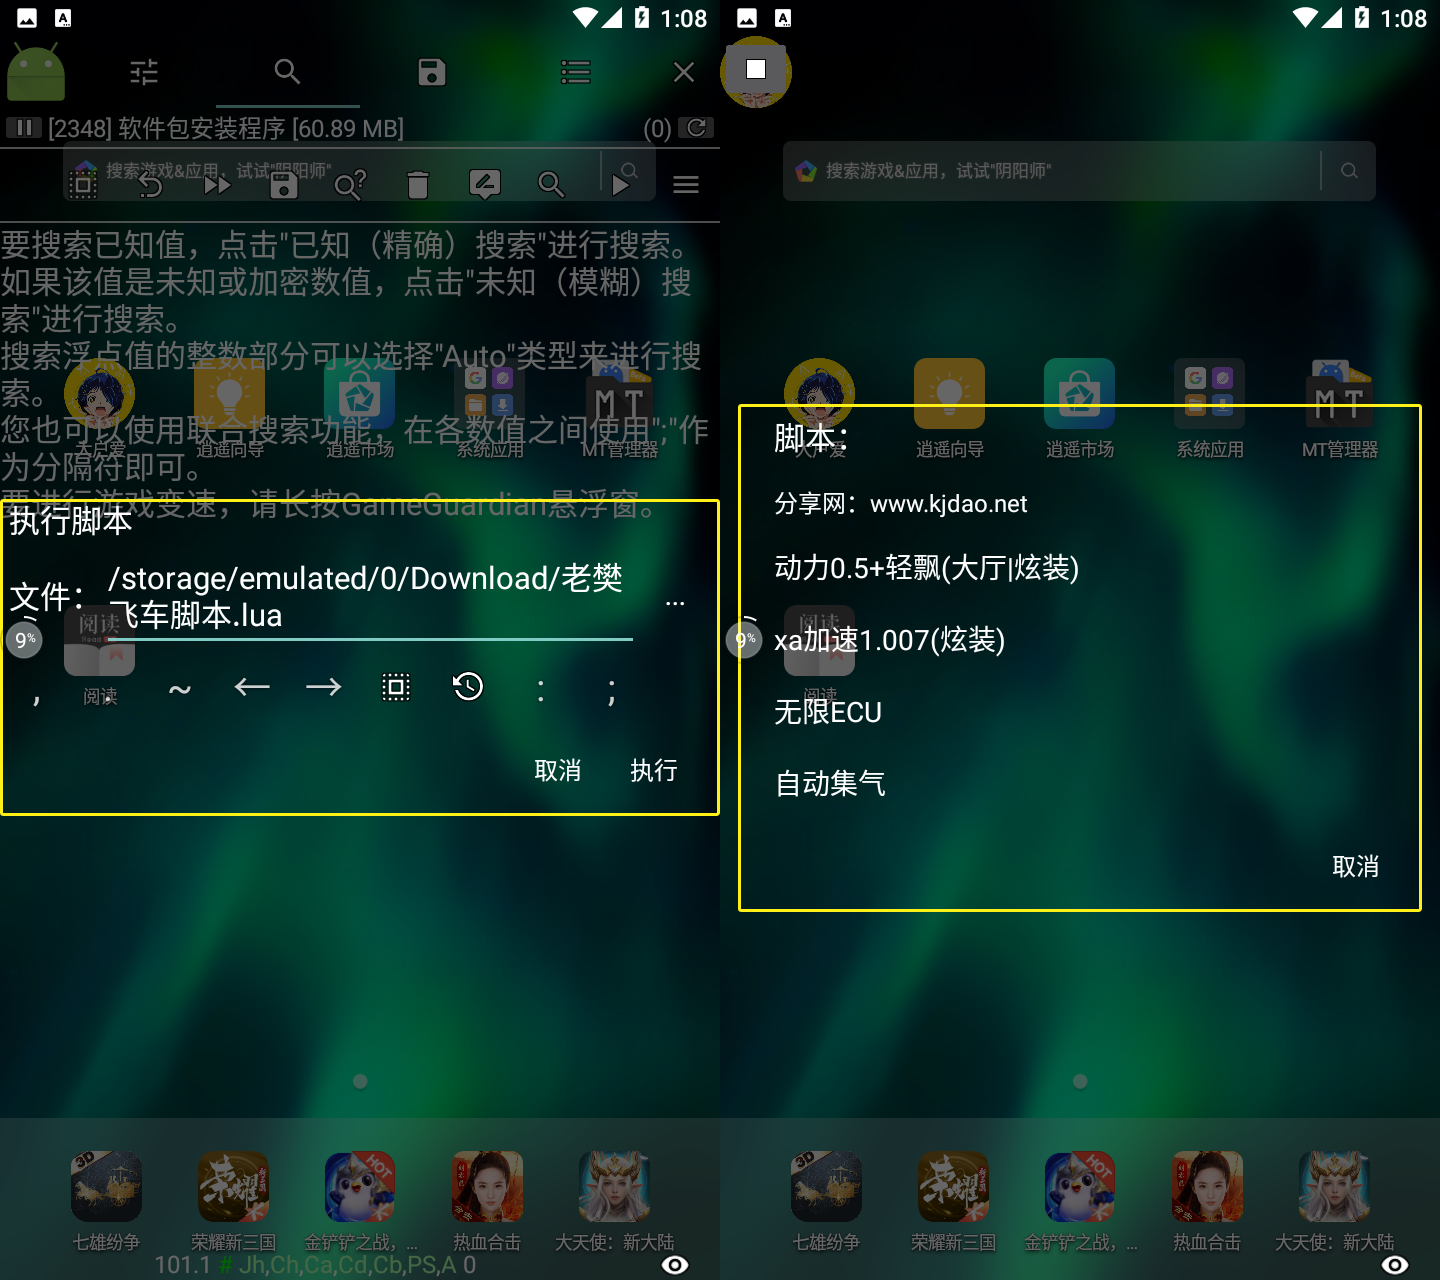 1:08
[2348] 软件包安装程序 [60.89 MB]
(0)
搜索游戏&应用，试试"阴阳师"
要搜索已知值，点击"已知（精确）搜索"进行搜索。
如果该值是未知或加密数值，点击"未知（模糊）搜
索"进行搜索。
搜索浮点值的整数部分可以选择"Auto"类型来进行搜
索。
您也可以使用联合搜索功能，在各数值之间使用";"作
为分隔符即可。
逍遥向导
逍遥市场
系统应用
MT管理器
要进行游戏变速，请长按GameGuardian悬浮窗。
执行脚本
文件：
/storage/emulated/0/Download/老樊
飞车脚本.lua
...
9%
阅读
Read
阅读
, . ~ ← → : ;
取消
执行
3D
荣耀
HOT
七雄纷争
荣耀新三国
金铲铲之战，...
热血合击
大天使：新大陆
101.1 # Jh,Ch,Ca,Cd,Cb,PS,A 0
1:08
搜索游戏&应用，试试"阴阳师"
MT
逍遥向导
逍遥市场
系统应用
MT管理器
脚本：
分享网：www.kjdao.net
动力0.5+轻飘(大厅|炫装)
9%
xa加速1.007(炫装)
阅读
无限ECU
自动集气
取消
3D
荣耀
HOT
七雄纷争
荣耀新三国
金铲铲之战，...
热血合击
大天使：新大陆